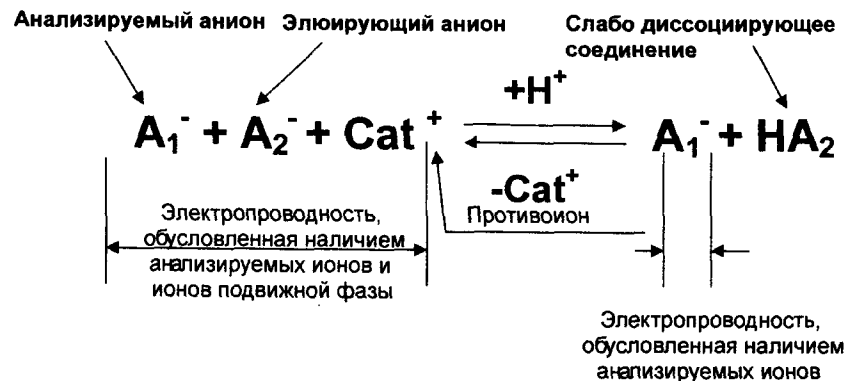 Анализируемый анион Элюирующий анион Слабо диссоциирующее
соединение
+H⁺
A₁⁻ + A₂⁻ + Cat⁺ A₁⁻ + HA₂
-Cat⁺
Противоион
Электропроводность,
обусловленная наличием
анализируемых ионов и
ионов подвижной фазы
Электропроводность,
обусловленная наличием
анализируемых ионов